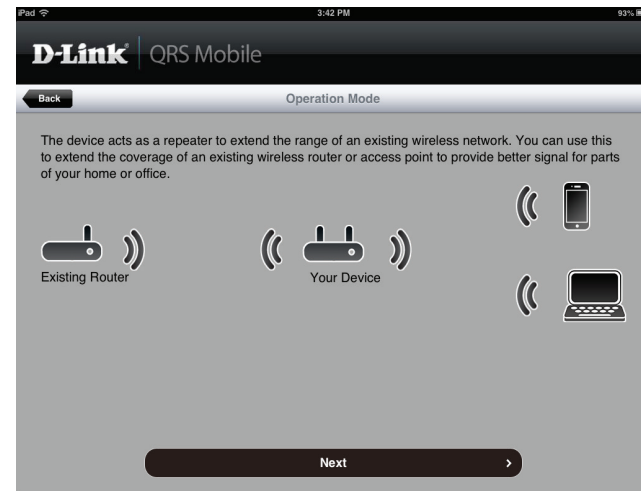 iPad 3:42 PM 93%
D-Link QRS Mobile
Back Operation Mode
The device acts as a repeater to extend the range of an existing wireless network. You can use this
to extend the coverage of an existing wireless router or access point to provide better signal for parts
of your home or office.
Existing Router Your Device
Next